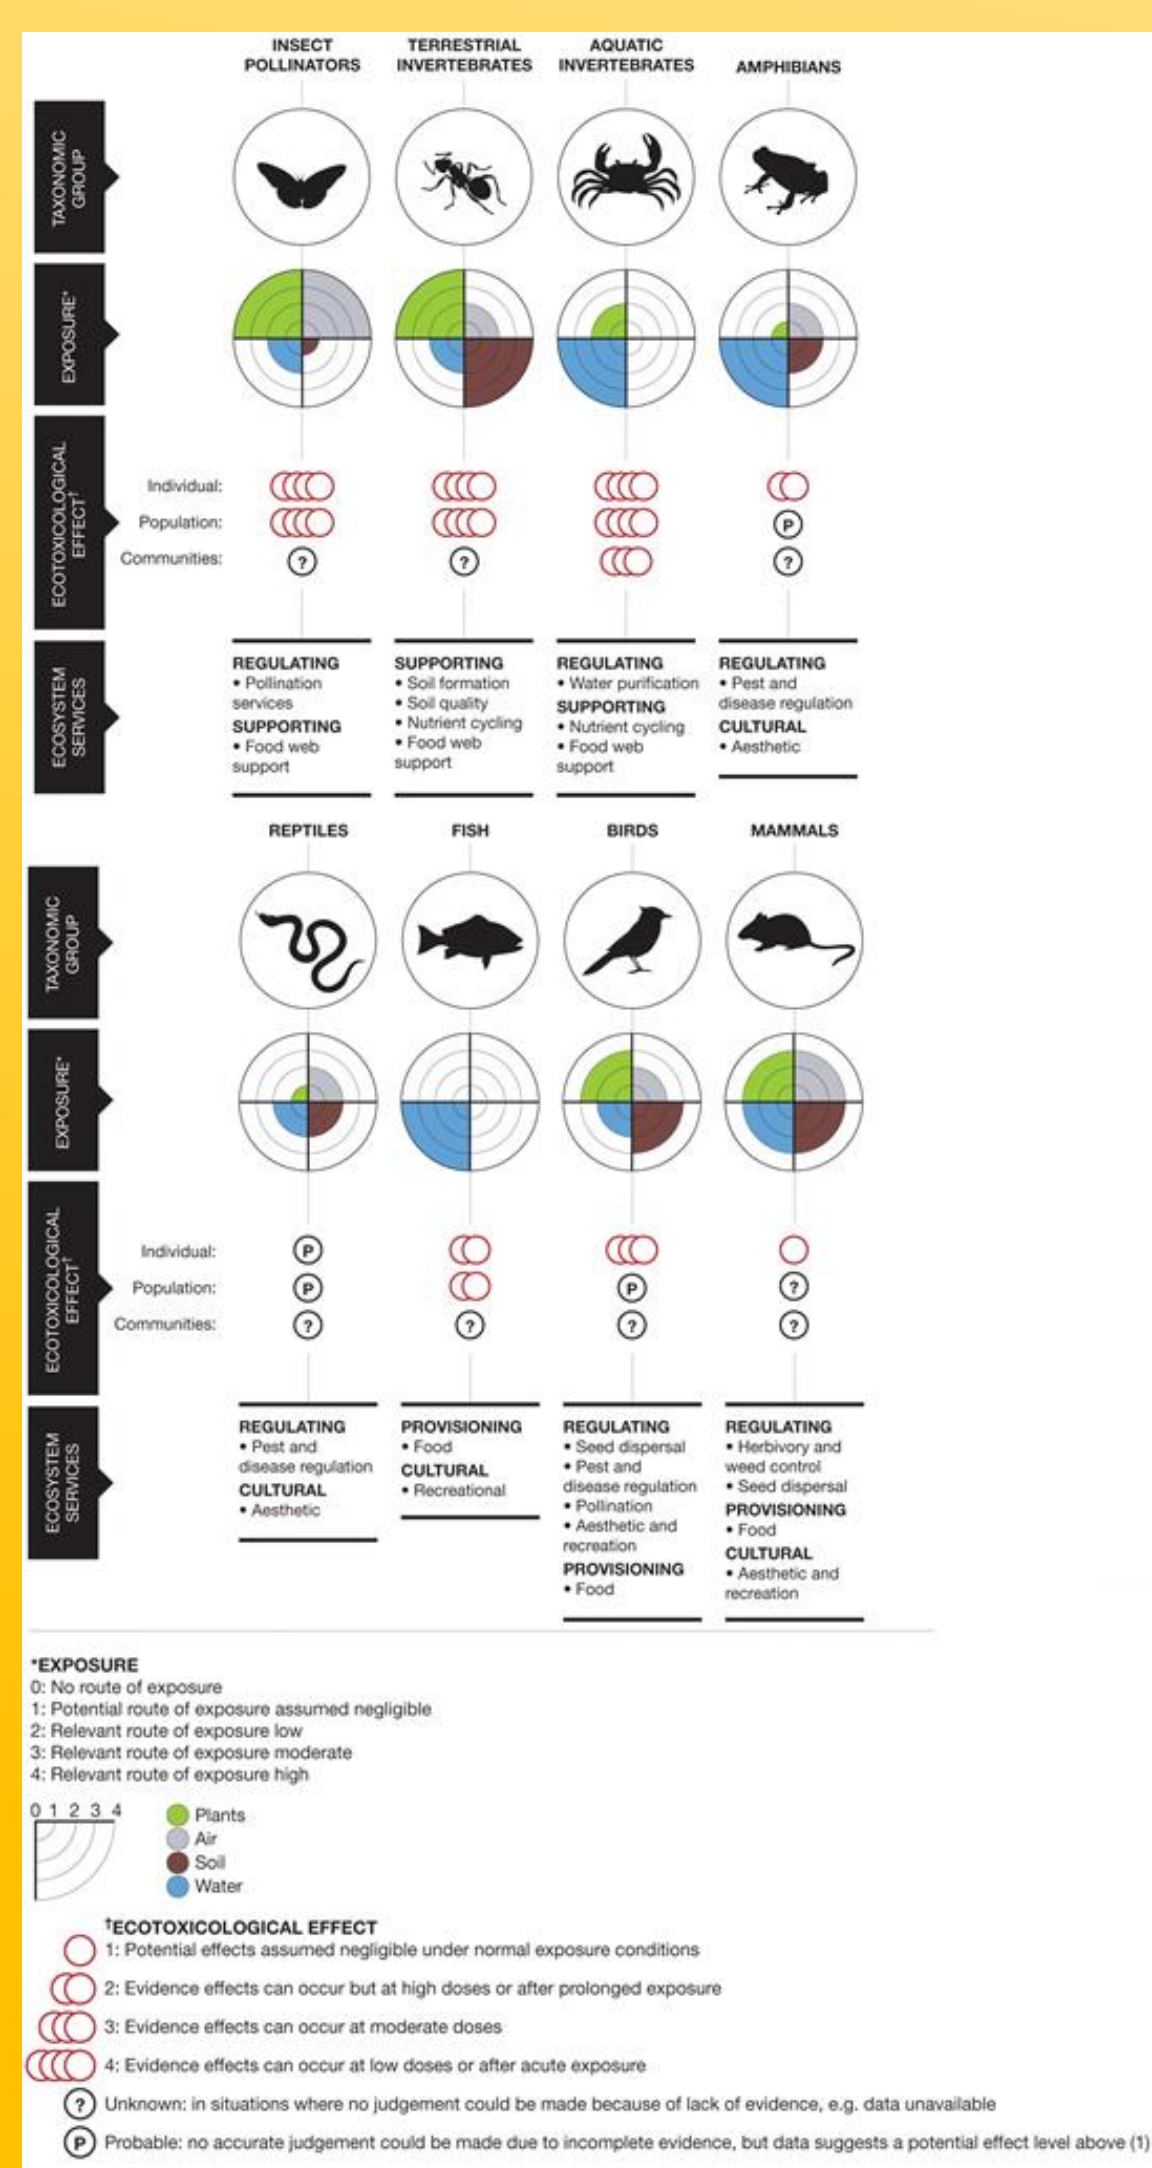 INSECT
POLLINATORS
TERRESTRIAL
INVERTEBRATES
AQUATIC
INVERTEBRATES
AMPHIBIANS
TAXONOMIC
GROUP
EXPOSURE*
ECOTOXICOLOGICAL
EFFECT†
Individual:
Population:
P
Communities:
?
?
?
ECOSYSTEM
SERVICES
REGULATING
• Pollination
services
SUPPORTING
• Food web
support
SUPPORTING
• Soil formation
• Soil quality
• Nutrient cycling
• Food web
support
REGULATING
• Water purification
SUPPORTING
• Nutrient cycling
• Food web
support
REGULATING
• Pest and
disease regulation
CULTURAL
• Aesthetic
REPTILES
FISH
BIRDS
MAMMALS
TAXONOMIC
GROUP
EXPOSURE*
ECOTOXICOLOGICAL
EFFECT†
Individual:
P
Population:
P
P
?
Communities:
?
?
?
?
ECOSYSTEM
SERVICES
REGULATING
• Pest and
disease regulation
CULTURAL
• Aesthetic
PROVISIONING
• Food
CULTURAL
• Recreational
REGULATING
• Seed dispersal
• Pest and
disease regulation
• Pollination
• Aesthetic and
recreation
PROVISIONING
• Food
REGULATING
• Herbivory and
weed control
• Seed dispersal
PROVISIONING
• Food
CULTURAL
• Aesthetic and
recreation
*EXPOSURE
0: No route of exposure
1: Potential route of exposure assumed negligible
2: Relevant route of exposure low
3: Relevant route of exposure moderate
4: Relevant route of exposure high
0 1 2 3 4
Plants
Air
Soil
Water
†ECOTOXICOLOGICAL EFFECT
1: Potential effects assumed negligible under normal exposure conditions
2: Evidence effects can occur but at high doses or after prolonged exposure
3: Evidence effects can occur at moderate doses
4: Evidence effects can occur at low doses or after acute exposure
? Unknown: in situations where no judgement could be made because of lack of evidence, e.g. data unavailable
P Probable: no accurate judgement could be made due to incomplete evidence, but data suggests a potential effect level above (1)